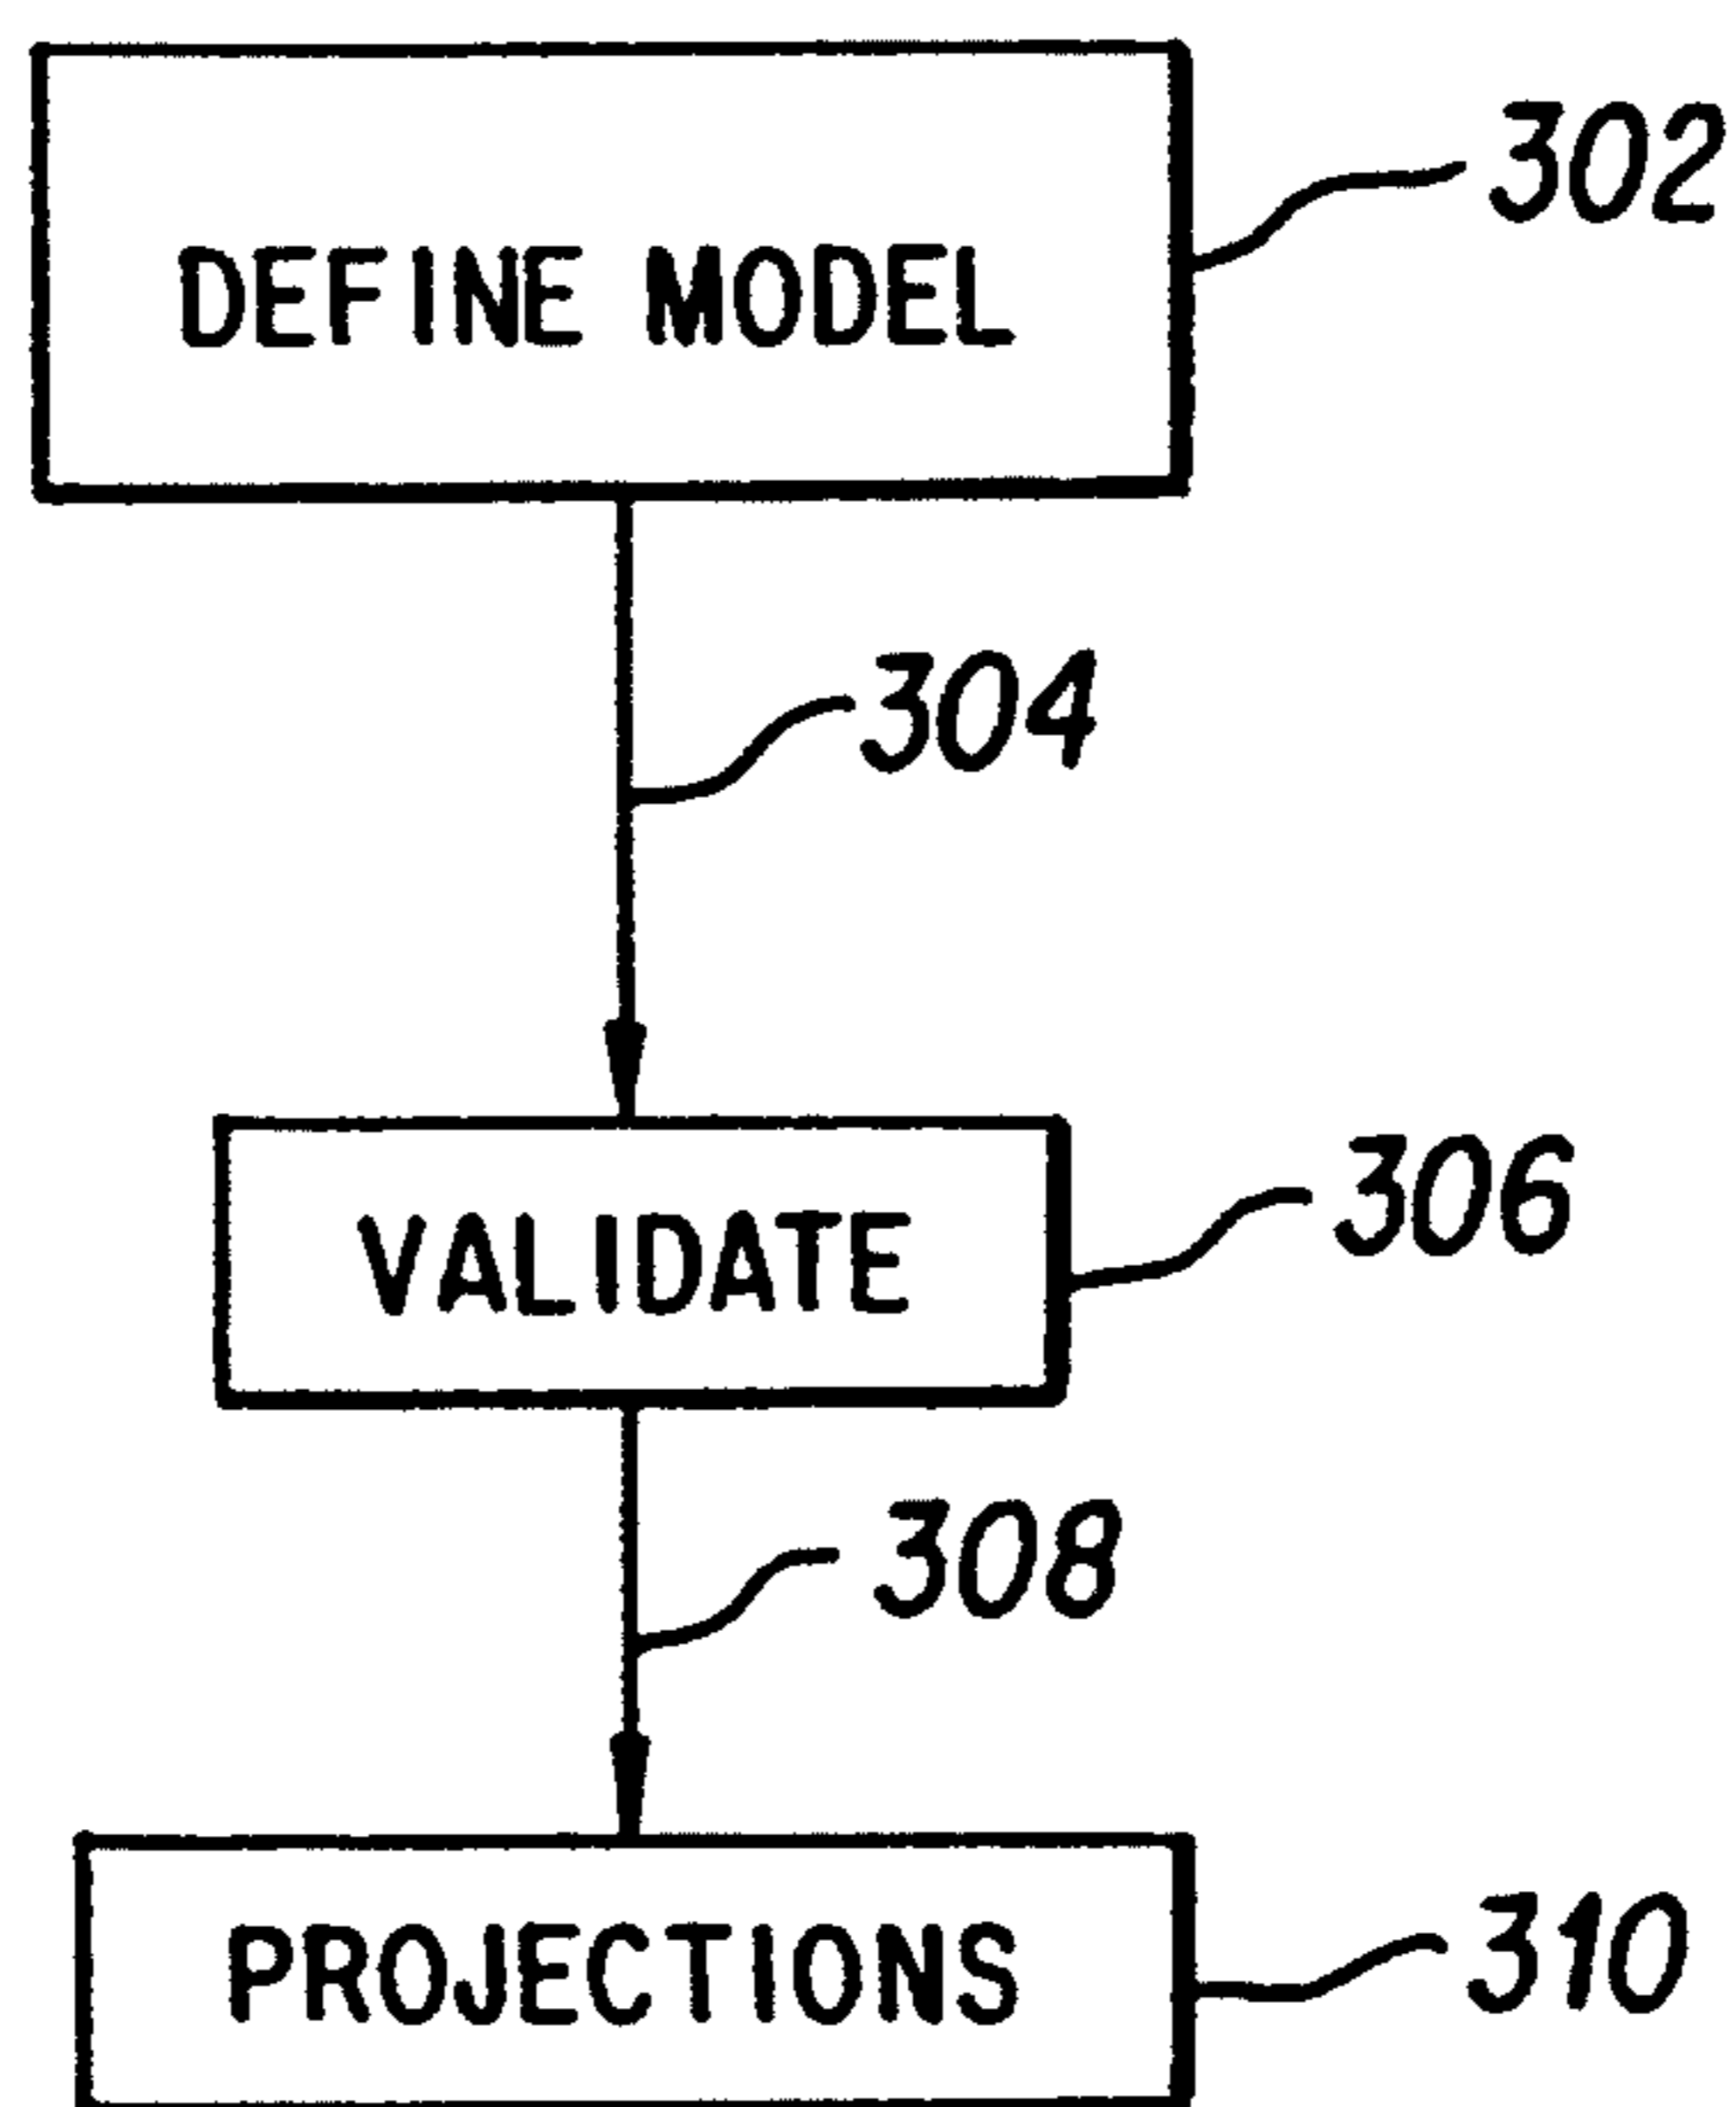 302
DEFINE MODEL
304
306
VALIDATE
308
310
PROJECTIONS